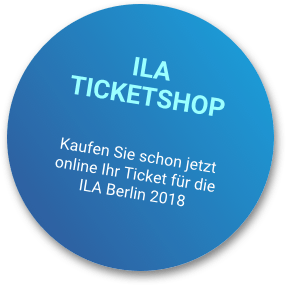 ILA
TICKETSHOP
Kaufen Sie schon jetzt
online Ihr Ticket für die
ILA Berlin 2018